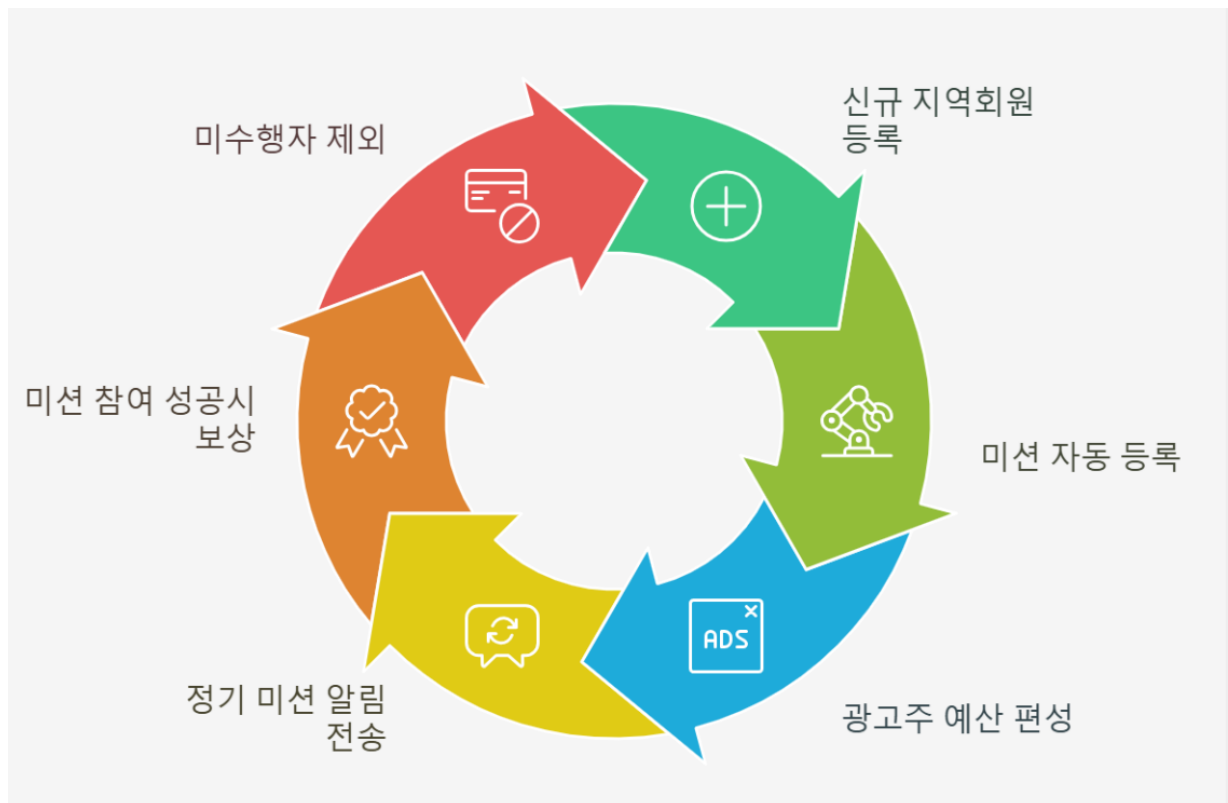 신규 지역회원
등록
미션 자동 등록
광고주 예산 편성
ADS
정기 미션 알림
전송
미션 참여 성공시
보상
미수행자 제외